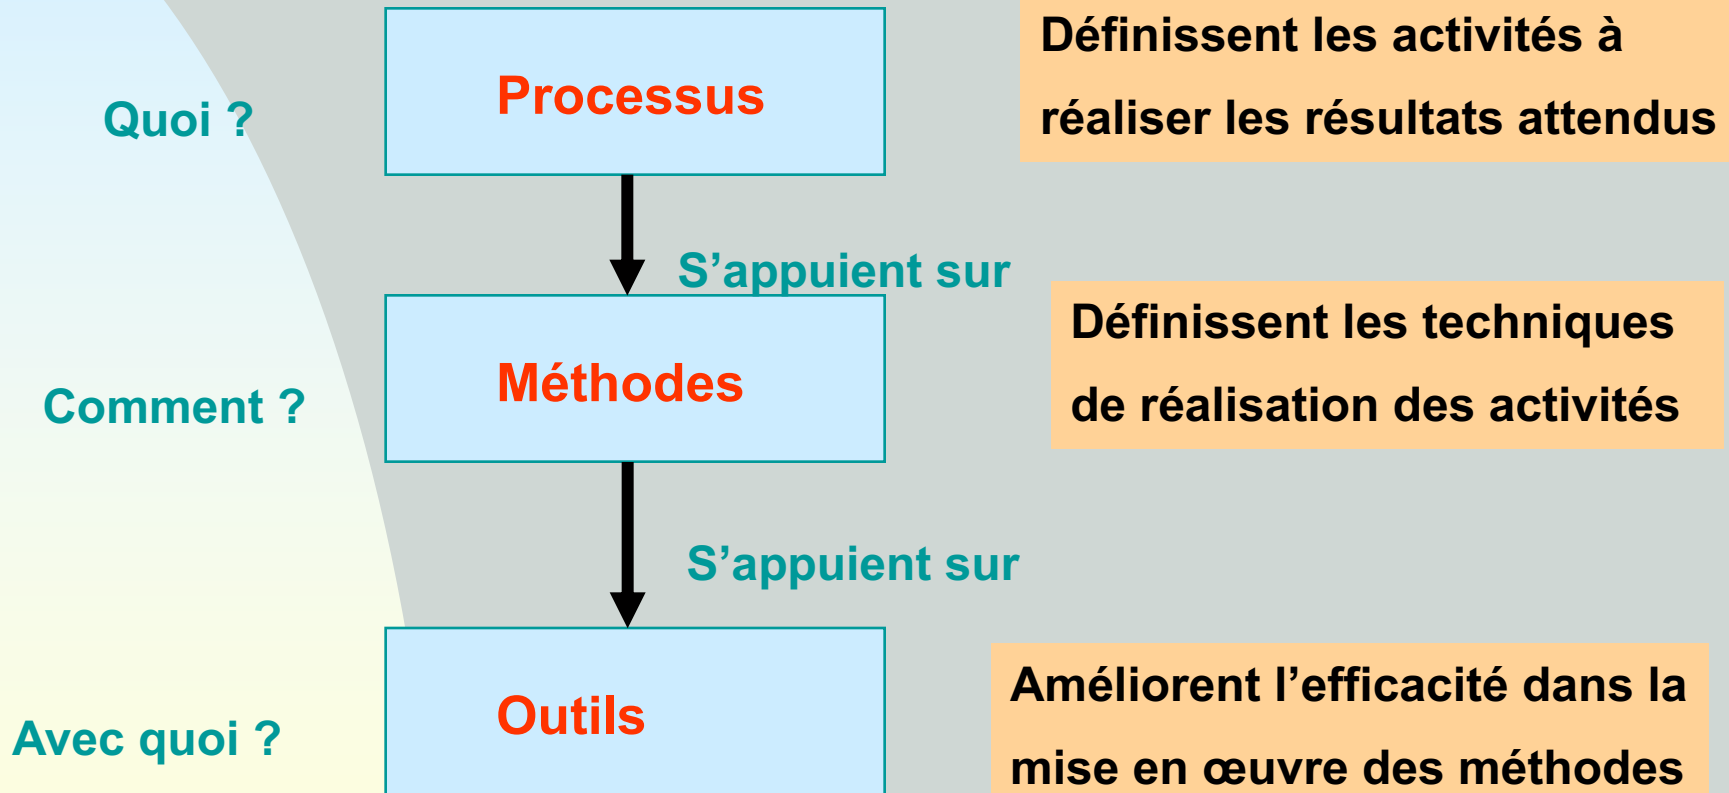 Quoi ?
Processus
Définissent les activités à
réaliser les résultats attendus
S’appuient sur
Comment ?
Méthodes
Définissent les techniques
de réalisation des activités
S’appuient sur
Avec quoi ?
Outils
Améliorent l’efficacité dans la
mise en œuvre des méthodes